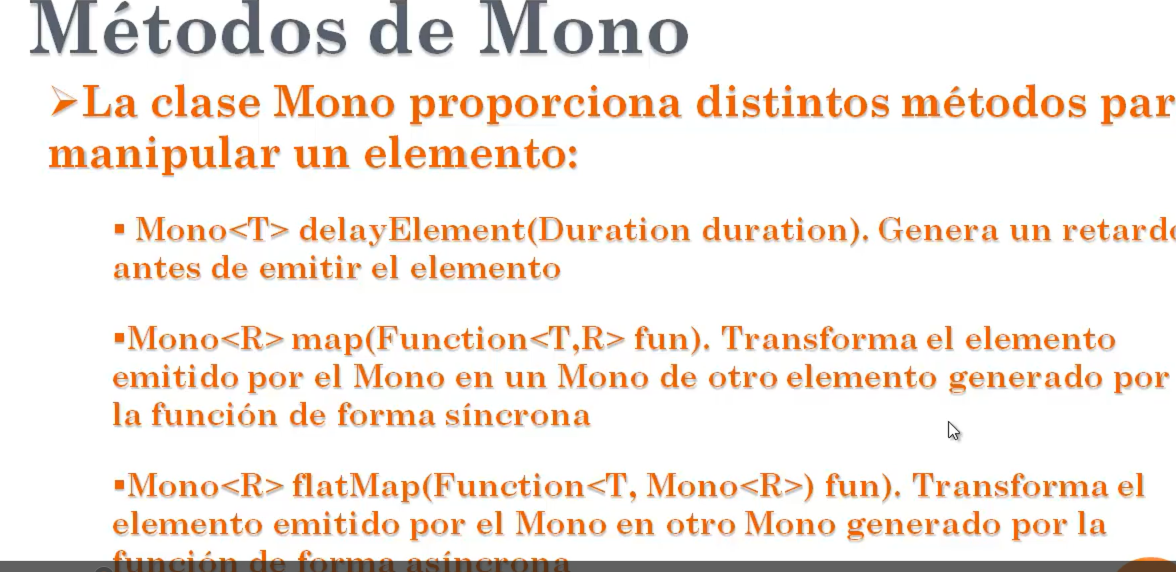 Métodos de Mono
➢La clase Mono proporciona distintos métodos par
manipular un elemento:
▪ Mono<T> delayElement(Duration duration). Genera un retardo
antes de emitir el elemento
▪Mono<R> map(Function<T,R> fun). Transforma el elemento
emitido por el Mono en un Mono de otro elemento generado por
la función de forma síncrona
▪Mono<R> flatMap(Function<T, Mono<R>) fun). Transforma el
elemento emitido por el Mono en otro Mono generado por la
función de forma asíncrona